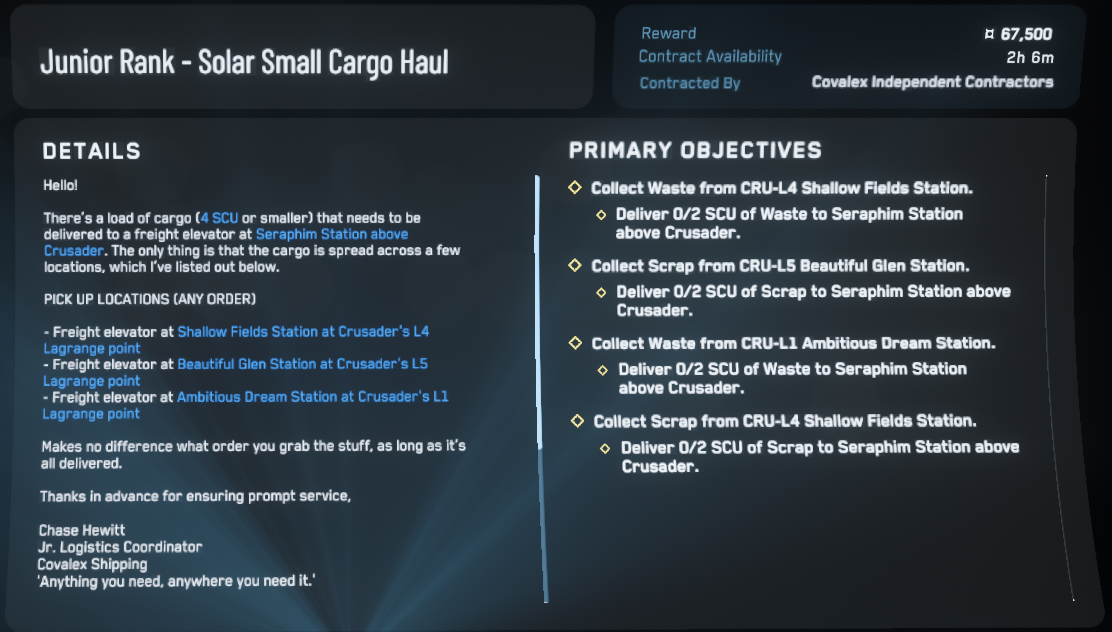 Junior Rank - Solar Small Cargo Haul
Reward ¤ 67,500
Contract Availability 2h 6m
Contracted By Covalex Independent Contractors
DETAILS
Hello!
There's a load of cargo (4 SCU or smaller) that needs to be
delivered to a freight elevator at Seraphim Station above
Crusader. The only thing is that the cargo is spread across a few
locations, which I've listed out below.
PICK UP LOCATIONS (ANY ORDER)
- Freight elevator at Shallow Fields Station at Crusader's L4
Lagrange point
- Freight elevator at Beautiful Glen Station at Crusader's L5
Lagrange point
- Freight elevator at Ambitious Dream Station at Crusader's L1
Lagrange point
Makes no difference what order you grab the stuff, as long as it's
all delivered.
Thanks in advance for ensuring prompt service,
Chase Hewitt
Jr. Logistics Coordinator
Covalex Shipping
'Anything you need, anywhere you need it.'
PRIMARY OBJECTIVES
Collect Waste from CRU-L4 Shallow Fields Station.
Deliver 0/2 SCU of Waste to Seraphim Station
above Crusader.
Collect Scrap from CRU-L5 Beautiful Glen Station.
Deliver 0/2 SCU of Scrap to Seraphim Station above
Crusader.
Collect Waste from CRU-L1 Ambitious Dream Station.
Deliver 0/2 SCU of Waste to Seraphim Station
above Crusader.
Collect Scrap from CRU-L4 Shallow Fields Station.
Deliver 0/2 SCU of Scrap to Seraphim Station above
Crusader.